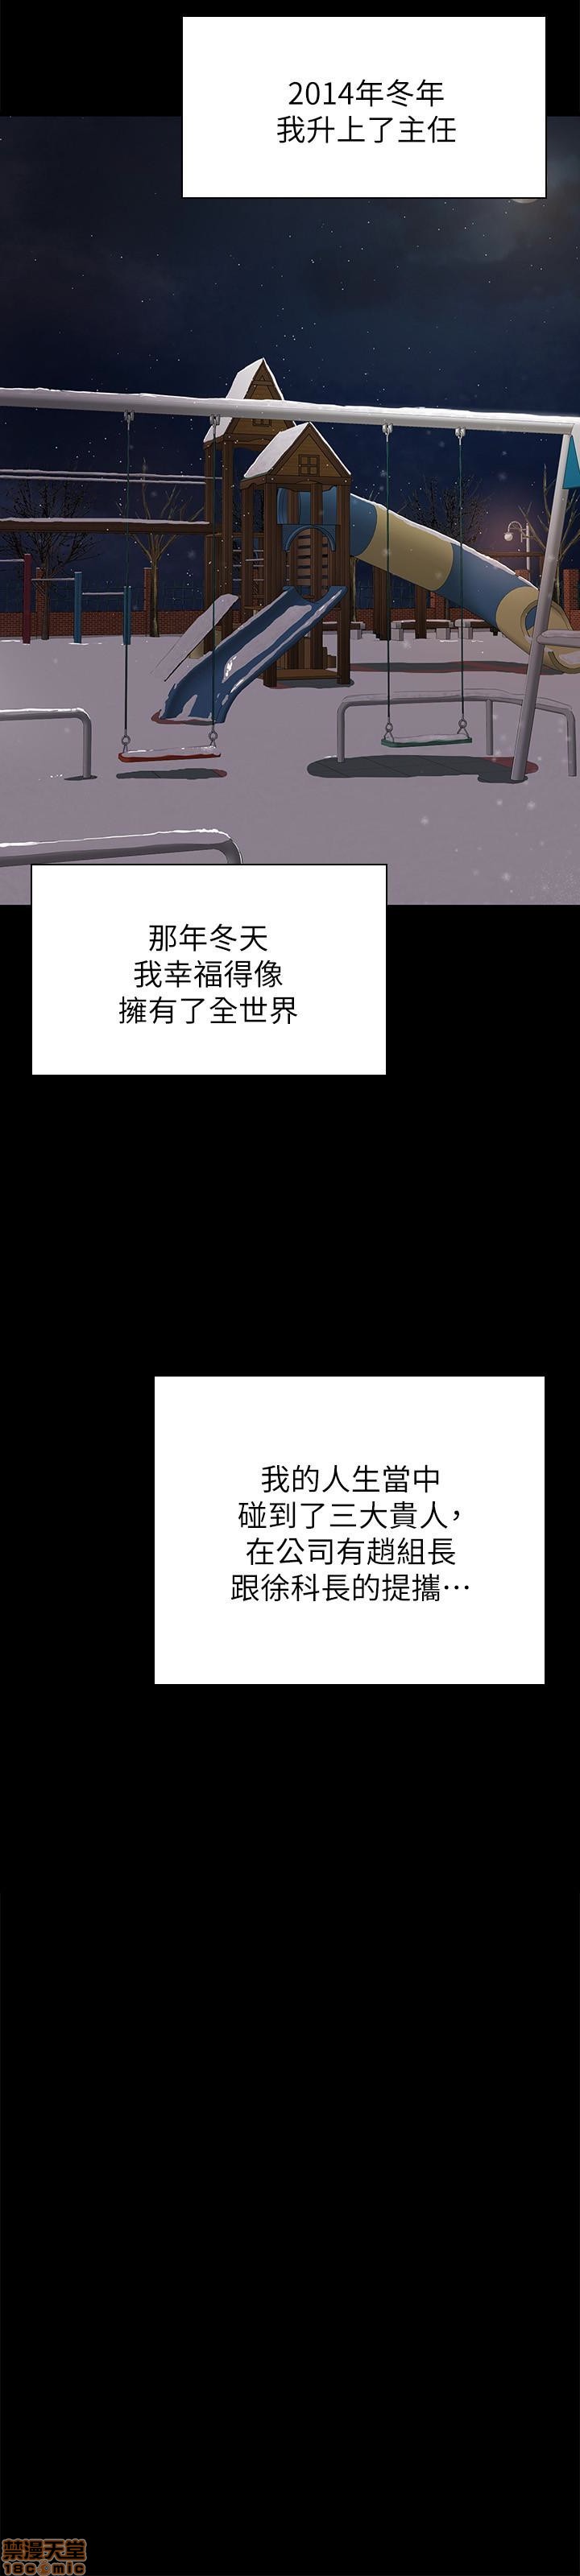 2014年冬年
我升上了主任
那年冬天
我幸福得像
擁有了全世界
我的人生當中
碰到了三大貴人，
在公司有趙組長
跟徐科長的提攜⋯
禁漫天堂
18comic